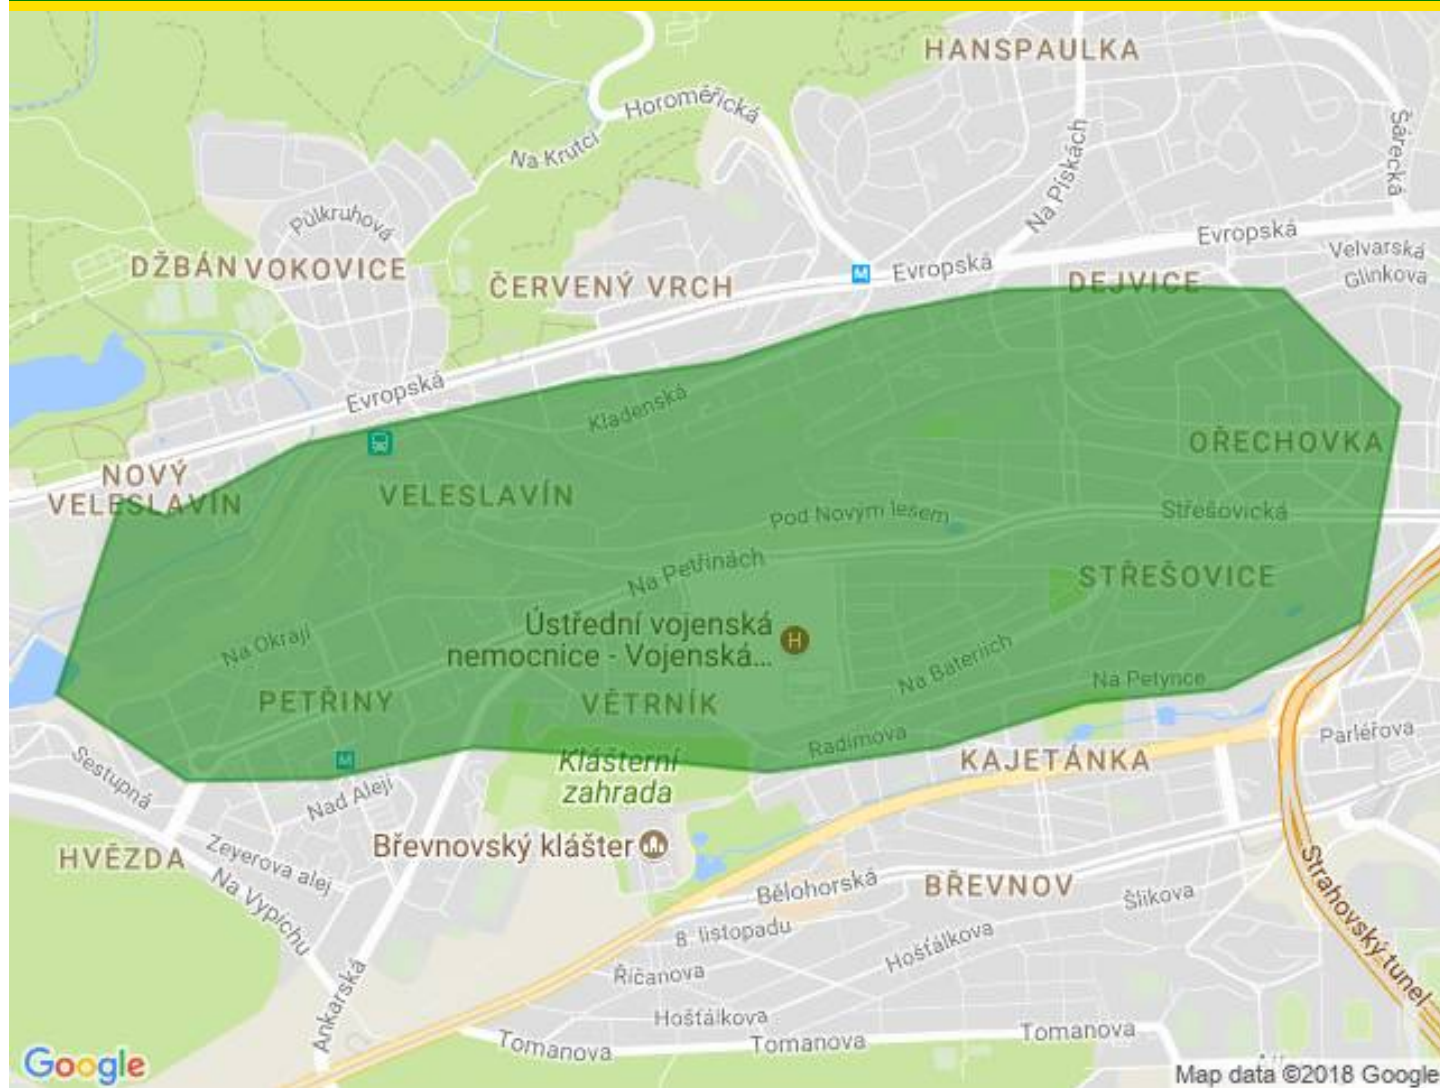 HANSPAULKA
Horoměřická
Šárecká
Na Krutci
Na Pískách
Půlkruhová
Evropská
Velvarská
DŽBÁN VOKOVICE
Evropská
Glinkova
ČERVENÝ VRCH
M
DEJVICE
Evropská
Kladenská
OŘECHOVKA
NOVÝ
VELESLAVÍN
VELESLAVÍN
Pod Novým lesem
Střešovická
Na Petřinách
STŘEŠOVICE
Ústřední vojenská
nemocnice - Vojenská...
H
Na Okraji
Na Bateriích
Na Petynce
PETŘINY
VĚTRNÍK
Parléřova
Radimova
KAJETÁNKA
M
Klášterní
zahrada
Sestupná
Nad Alejí
Břevnovský klášter
HVĚZDA
Zeyerova alej
Bělohorská
BŘEVNOV
Šlikova
Na Vypichu
8. listopadu
Hošťálkova
Strahovský tunel
Říčanova
Ankarská
Hošťálkova
Tomanova
Tomanova
Tomanova
Google
Map data ©2018 Google